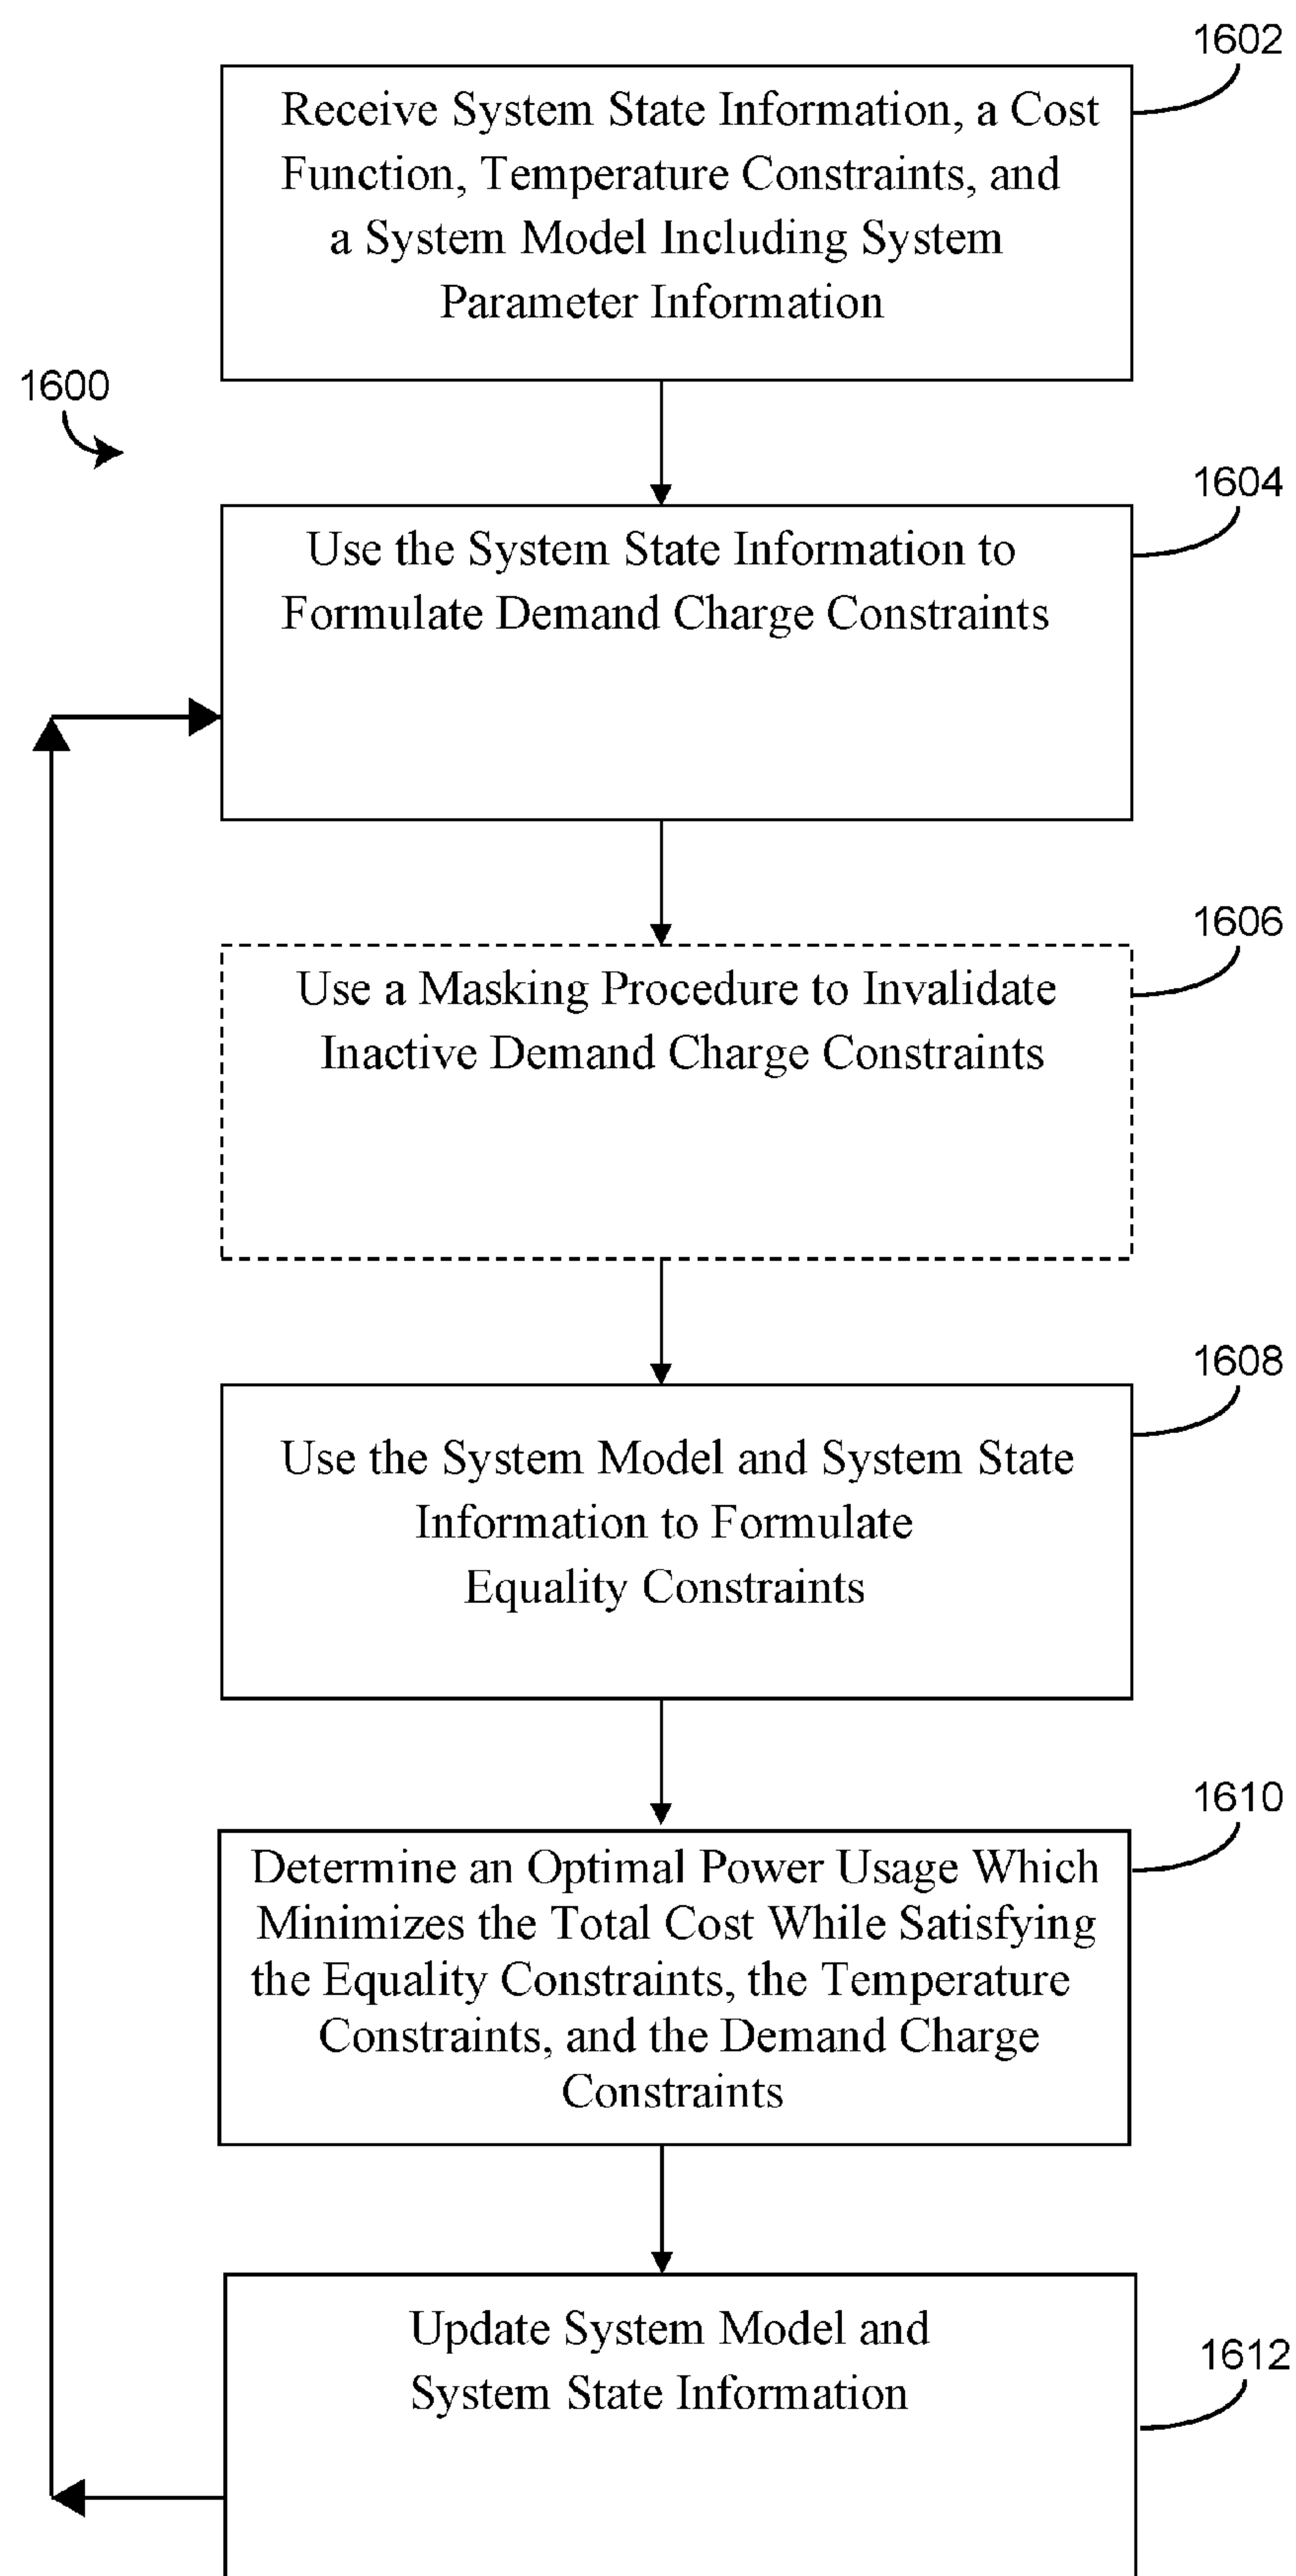 1602
Receive System State Information, a Cost
Function, Temperature Constraints, and
a System Model Including System
Parameter Information
1600
1604
Use the System State Information to
Formulate Demand Charge Constraints
1606
Use a Masking Procedure to Invalidate
Inactive Demand Charge Constraints
1608
Use the System Model and System State
Information to Formulate
Equality Constraints
1610
Determine an Optimal Power Usage Which
Minimizes the Total Cost While Satisfying
the Equality Constraints, the Temperature
Constraints, and the Demand Charge
Constraints
Update System Model and
1612
System State Information